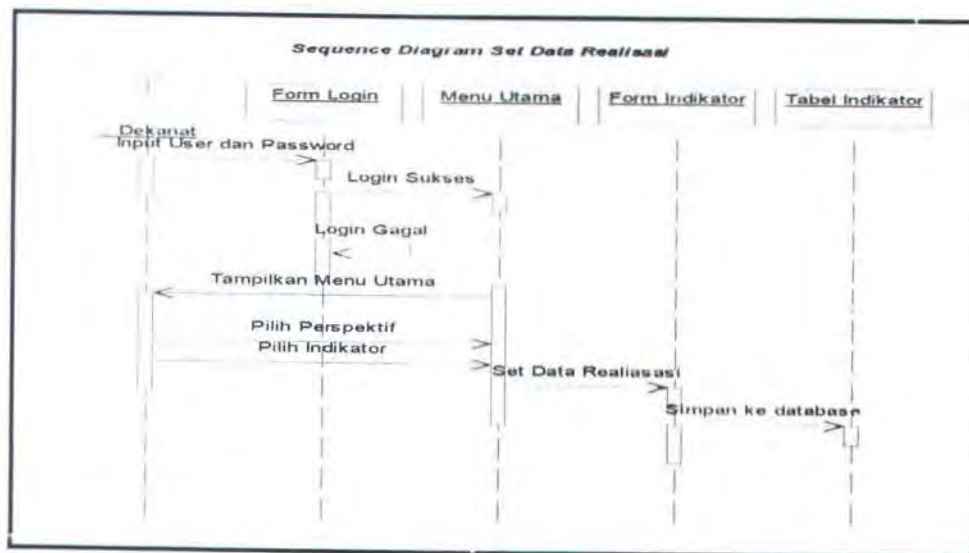 Sequence Diagram Set Data Realisasi
Form Login
Menu Utama
Form Indikator
Tabel Indikator
Dekanat
Input User dan Password
Login Sukses
Login Gagal
Tampilkan Menu Utama
Pilih Perspektif
Pilih Indikator
Set Data Realiasasi
Simpan ke database